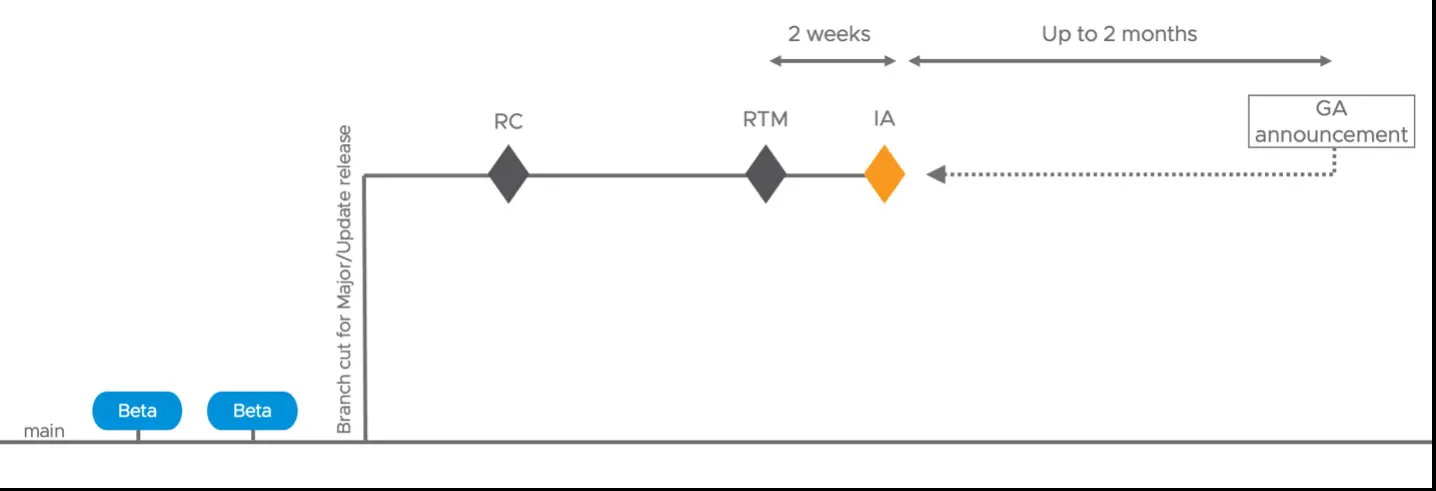 2 weeks
Up to 2 months
RC
RTM
IA
GA
announcement
Branch cut for Major/Update release
Beta
Beta
main